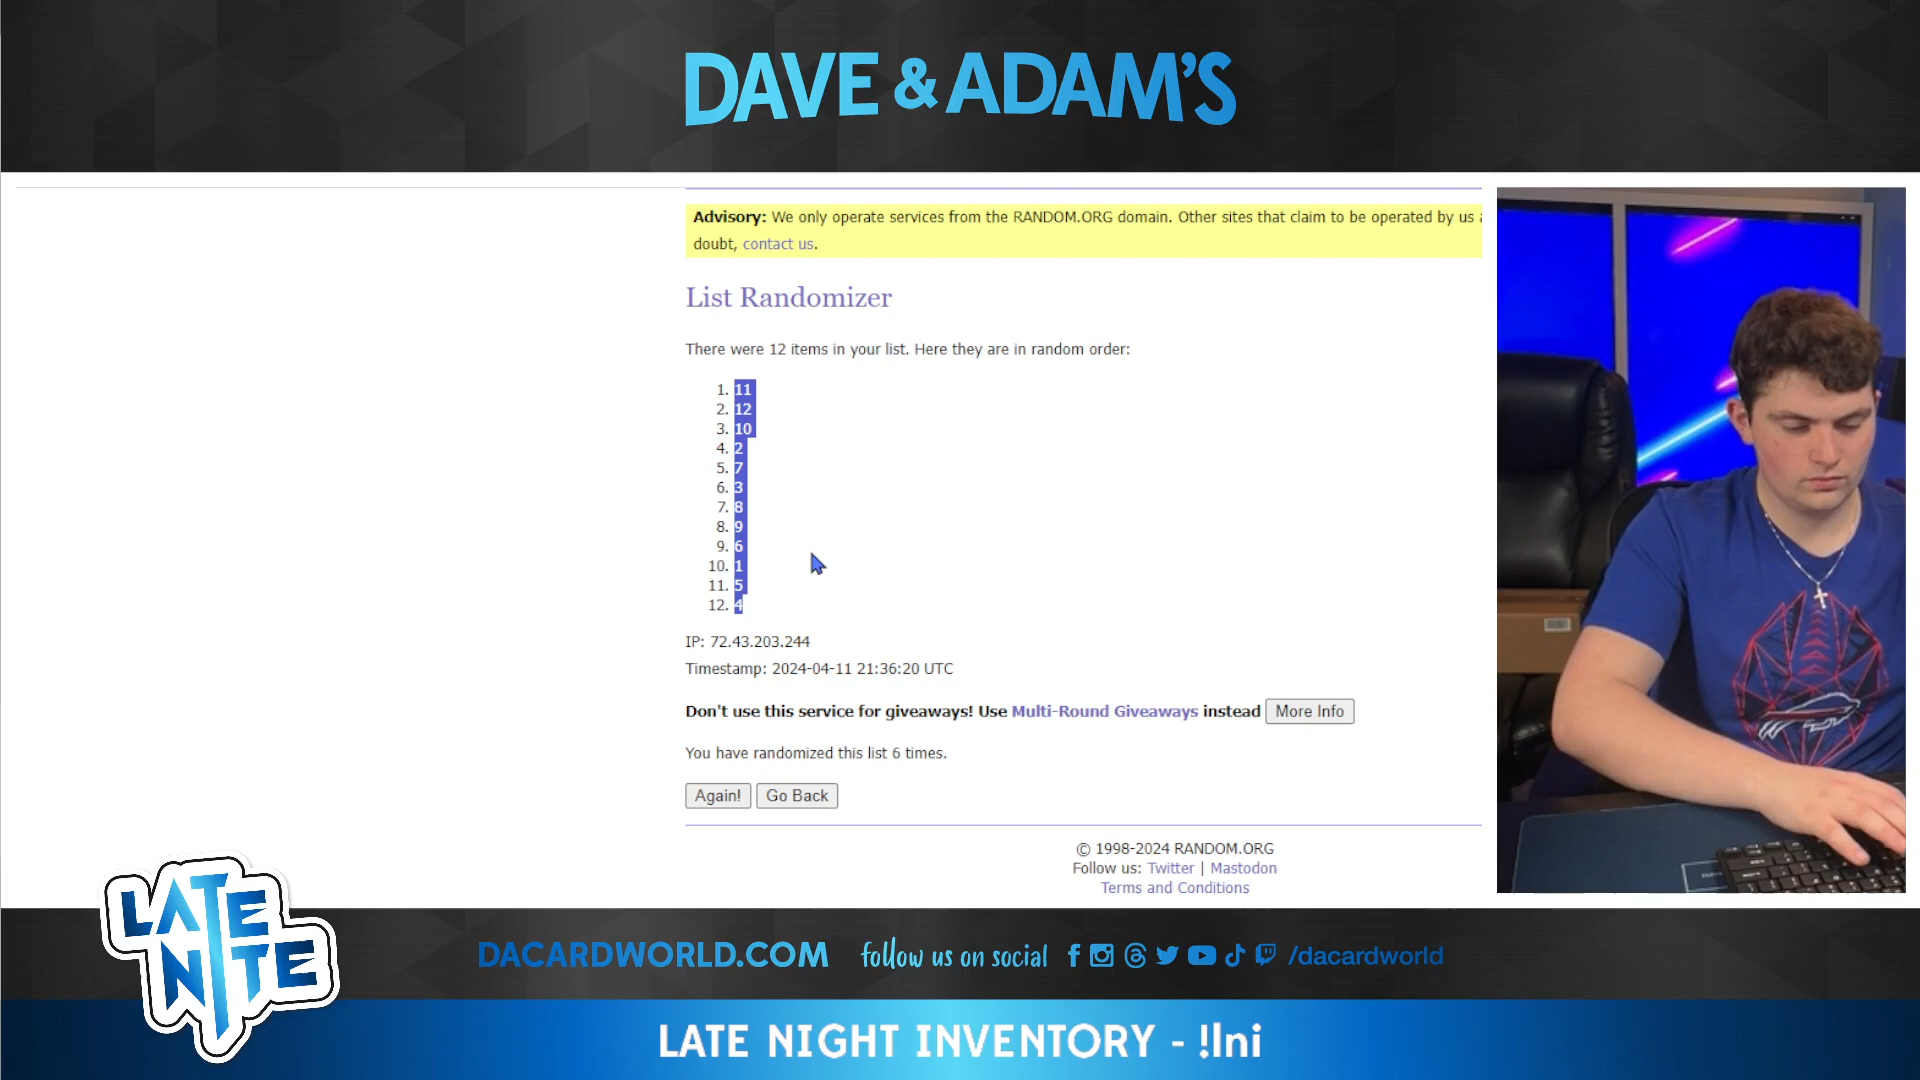 DAVE & ADAM'S
Advisory: We only operate services from the RANDOM.ORG domain. Other sites that claim to be operated by us
doubt, contact us.
List Randomizer
There were 12 items in your list. Here they are in random order:
1. 11
2. 12
3. 10
4. 2
5. 7
6. 3
7. 8
8. 9
9. 6
10. 1
11. 5
12. 4
IP: 72.43.203.244
Timestamp: 2024-04-11 21:36:20 UTC
Don't use this service for giveaways! Use Multi-Round Giveaways instead More Info
You have randomized this list 6 times.
Again! Go Back
© 1998-2024 RANDOM.ORG
Follow us: Twitter | Mastodon
Terms and Conditions
LATE
NITE
DACARDWORLD.COM follow us on social /dacardworld
LATE NIGHT INVENTORY - !lni